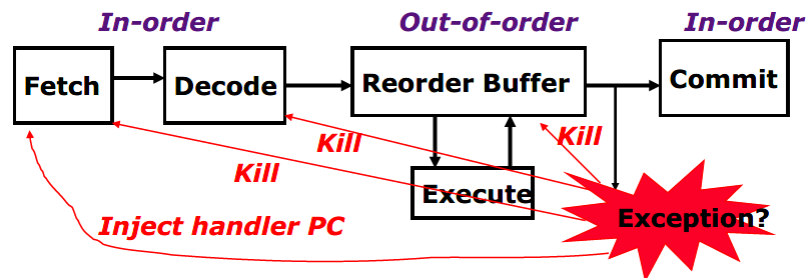 In-order
Out-of-order
In-order
Fetch
Decode
Reorder Buffer
Commit
Kill
Kill
Kill
Execute
Inject handler PC
Exception?